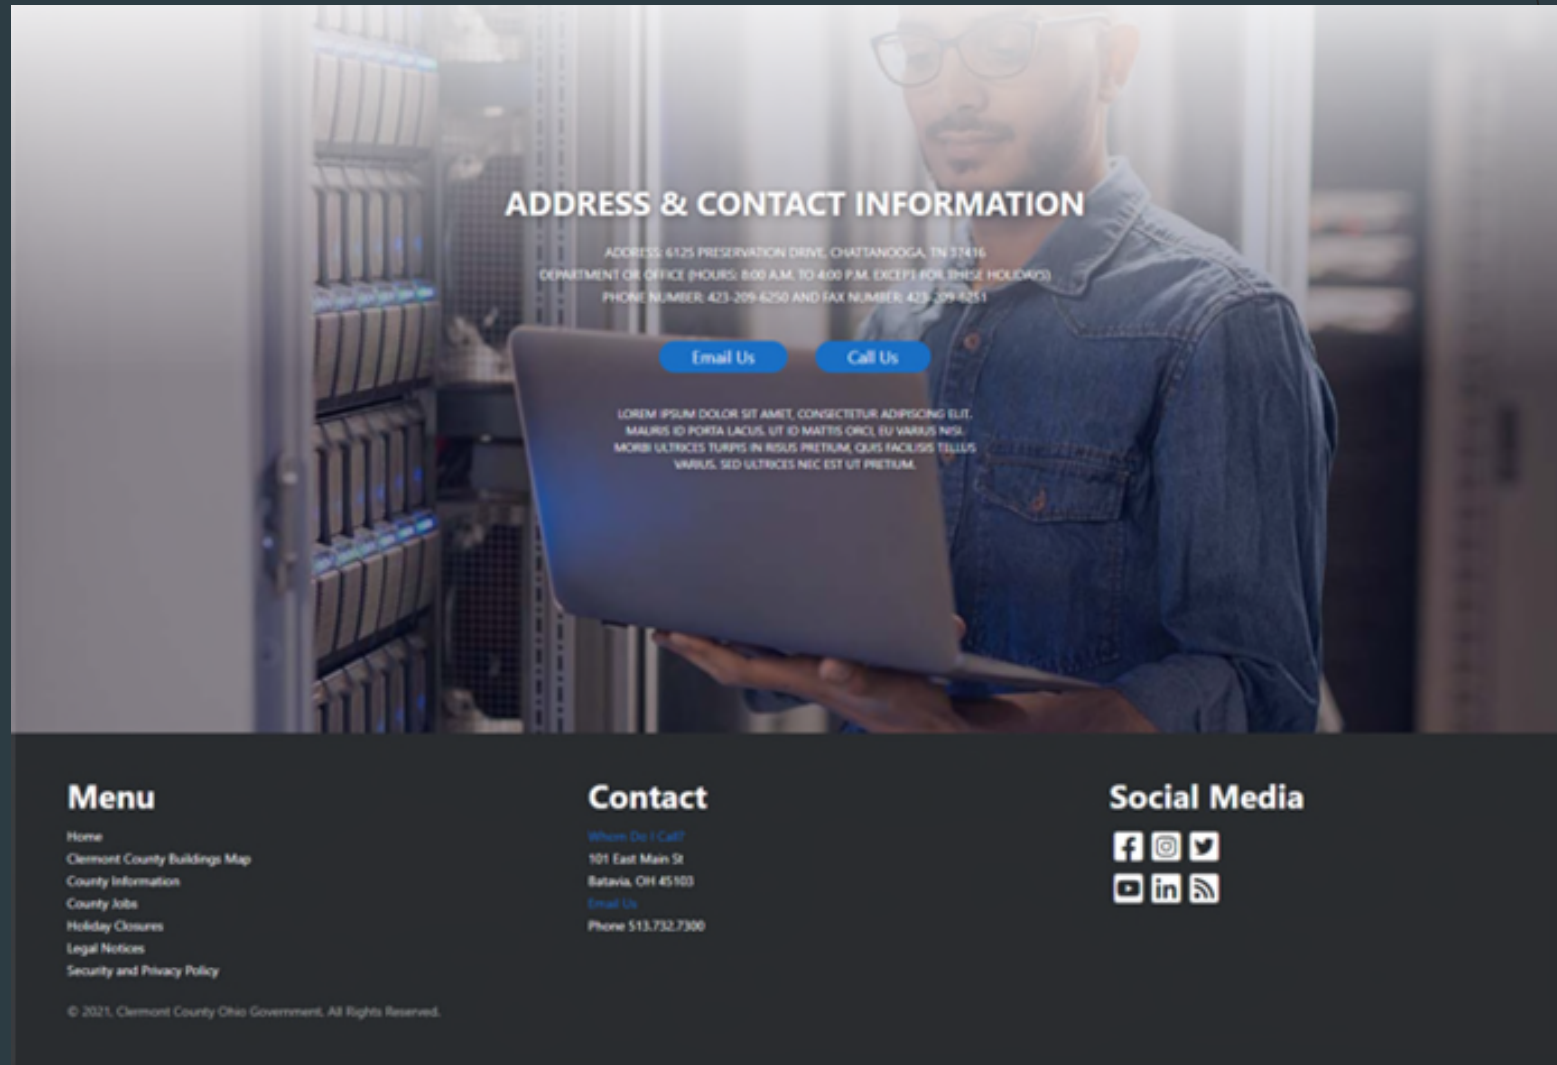 ADDRESS & CONTACT INFORMATION
ADDRESS: 6125 PRESERVATION DRIVE, CHATTANOOGA, TN 37416
DEPARTMENT OR OFFICE (HOURS: 8:00 A.M. TO 4:00 P.M. EXCEPT FOR THESE HOLIDAYS)
PHONE NUMBER: 423-209-6250 AND FAX NUMBER: 423-209-6251
Email Us
Call Us
LOREM IPSUM DOLOR SIT AMET, CONSECTETUR ADIPISCING ELIT.
MAURIS ID PORTA LACUS. UT ID MATTIS ORCI, EU VARIUS NISI.
MORBI ULTRICES TURPIS IN RISUS PRETIUM, QUIS FACILISIS TELLUS
VARIUS. SED ULTRICES NEC EST UT PRETIUM.
Menu
Home
Clermont County Buildings Map
County Information
County Jobs
Holiday Closures
Legal Notices
Security and Privacy Policy
© 2021, Clermont County Ohio Government. All Rights Reserved.
Contact
Whom Do I Call?
101 East Main St
Batavia, OH 45103
Email Us
Phone 513.732.7300
Social Media